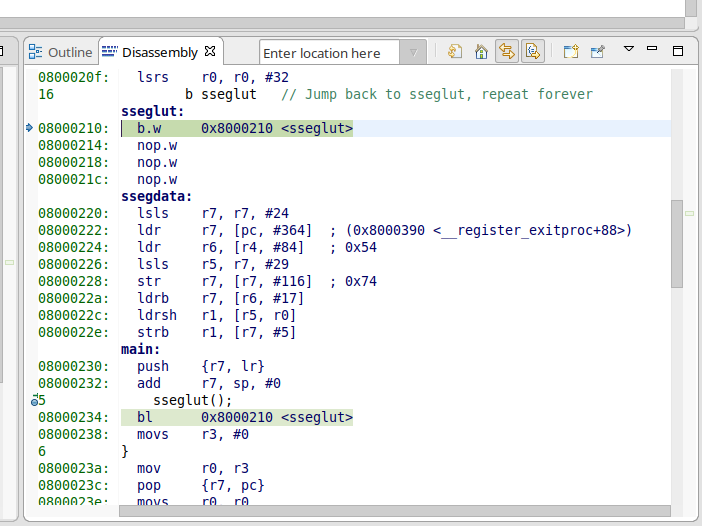 Outline Disassembly Enter location here
0800020f: lsrs r0, r0, #32
16 b sseglut // Jump back to sseglut, repeat forever
sseglut:
08000210: b.w 0x8000210 <sseglut>
08000214: nop.w
08000218: nop.w
0800021c: nop.w
ssegdata:
08000220: lsls r7, r7, #24
08000222: ldr r7, [pc, #364] ; (0x8000390 <__register_exitproc+88>)
08000224: ldr r6, [r4, #84] ; 0x54
08000226: lsls r5, r7, #29
08000228: str r7, [r7, #116] ; 0x74
0800022a: ldrb r7, [r6, #17]
0800022c: ldrsh r1, [r5, r0]
0800022e: strb r1, [r7, #5]
main:
08000230: push {r7, lr}
08000232: add r7, sp, #0
5 sseglut();
08000234: bl 0x8000210 <sseglut>
08000238: movs r3, #0
6 }
0800023a: mov r0, r3
0800023c: pop {r7, pc}
0800023e: movs r0, r0